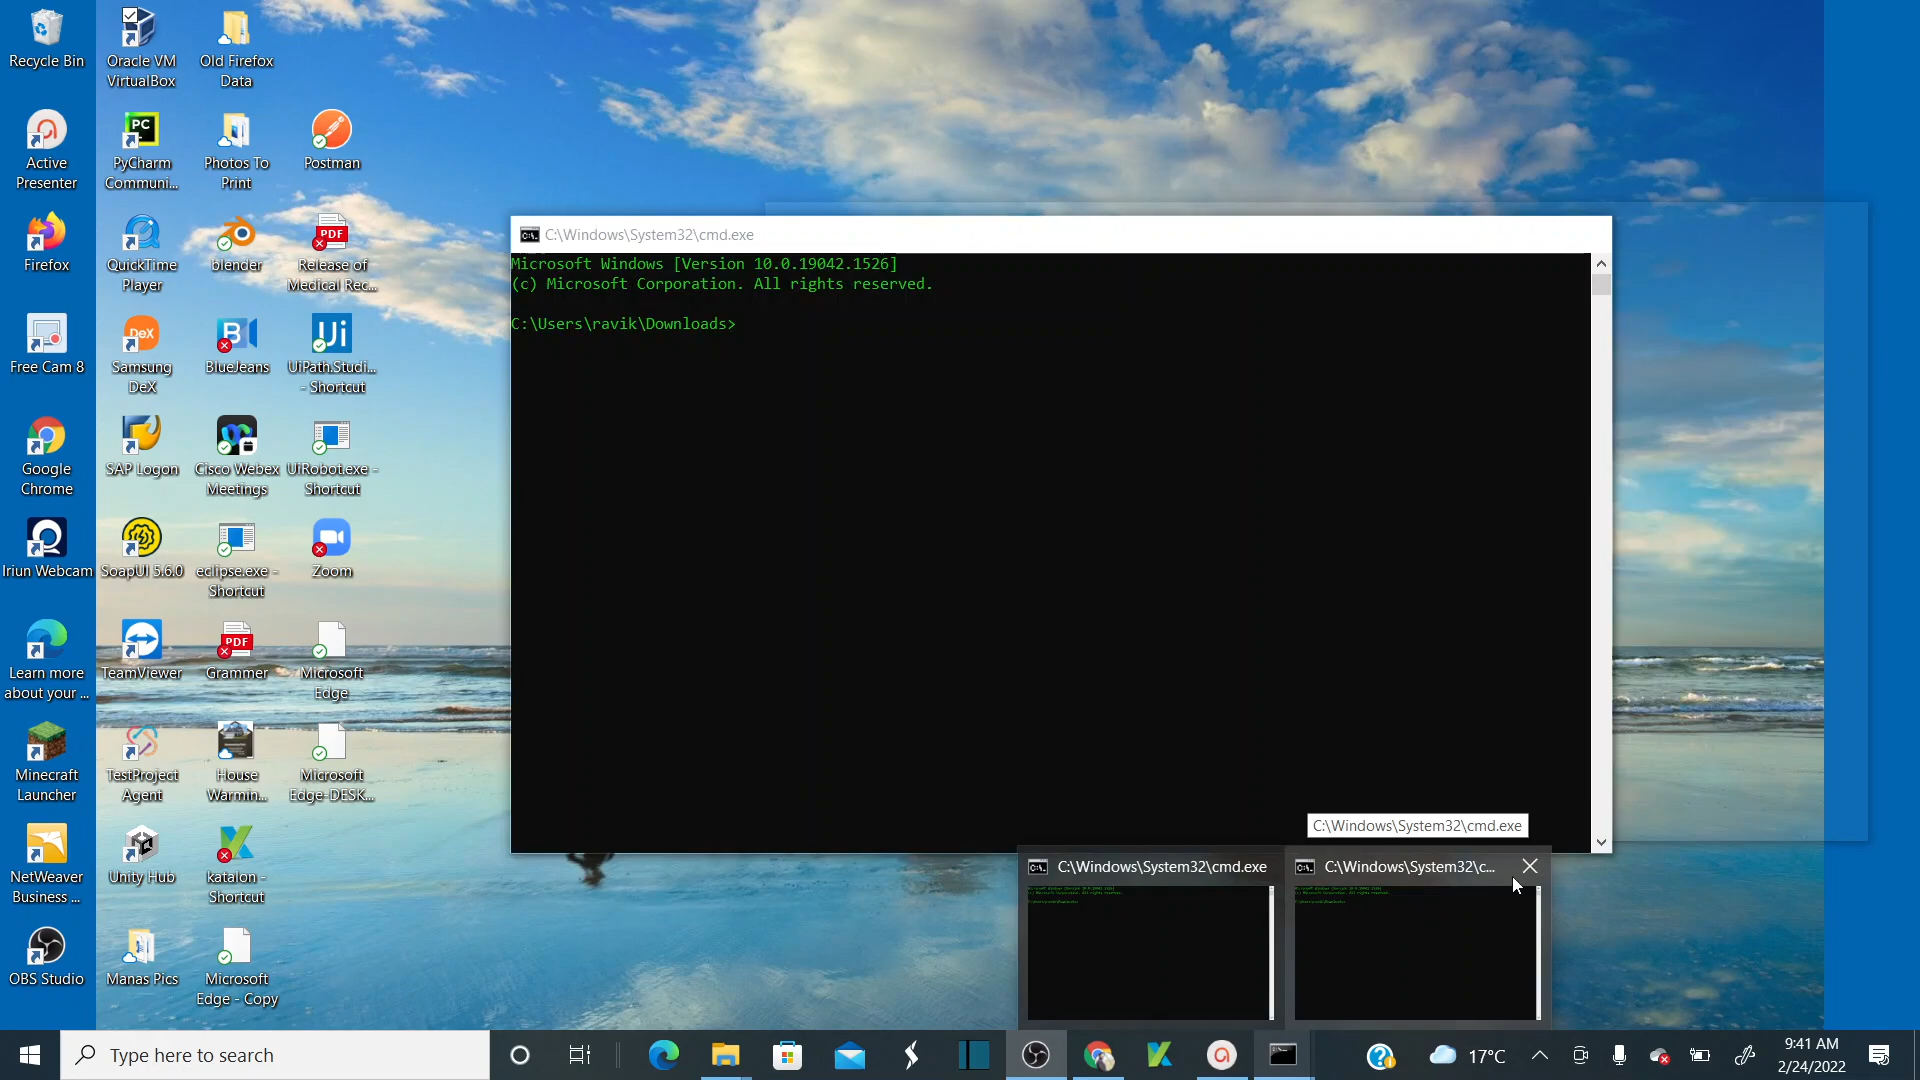 Recycle Bin
Oracle VM
VirtualBox
Old Firefox
Data
Active
Presenter
PyCharm
Communi...
Photos To
Print
Postman
Firefox
QuickTime
Player
blender
Release of
Medical Rec...
Free Cam 8
Samsung
DeX
BlueJeans
UiPath.Studi...
- Shortcut
Google
Chrome
SAP Logon
Cisco Webex
Meetings
UiRobot.exe -
Shortcut
Iriun Webcam
SoapUI 5.6.0
eclipse.exe -
Shortcut
Zoom
Learn more
about your ...
TeamViewer
Grammer
Microsoft
Edge
Minecraft
Launcher
TestProject
Agent
House
Warmin...
Microsoft
Edge-DESK...
NetWeaver
Business ...
Unity Hub
katalon -
Shortcut
OBS Studio
Manas Pics
Microsoft
Edge - Copy
C:\Windows\System32\cmd.exe
Microsoft Windows [Version 10.0.19042.1526]
(c) Microsoft Corporation. All rights reserved.
C:\Users\ravik\Downloads>
C:\Windows\System32\cmd.exe
C:\Windows\System32\cmd.exe
C:\Windows\System32\c...
Type here to search
17°C
9:41 AM
2/24/2022